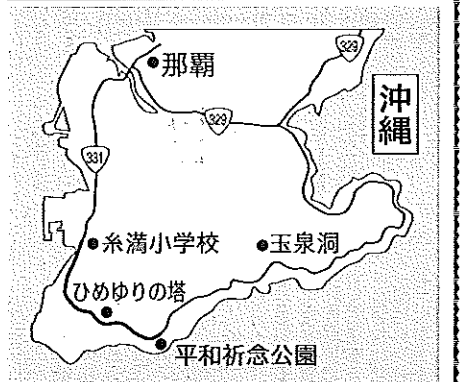 329
那覇
沖縄
329
331
糸満小学校
玉泉洞
ひめゆりの塔
平和祈念公園